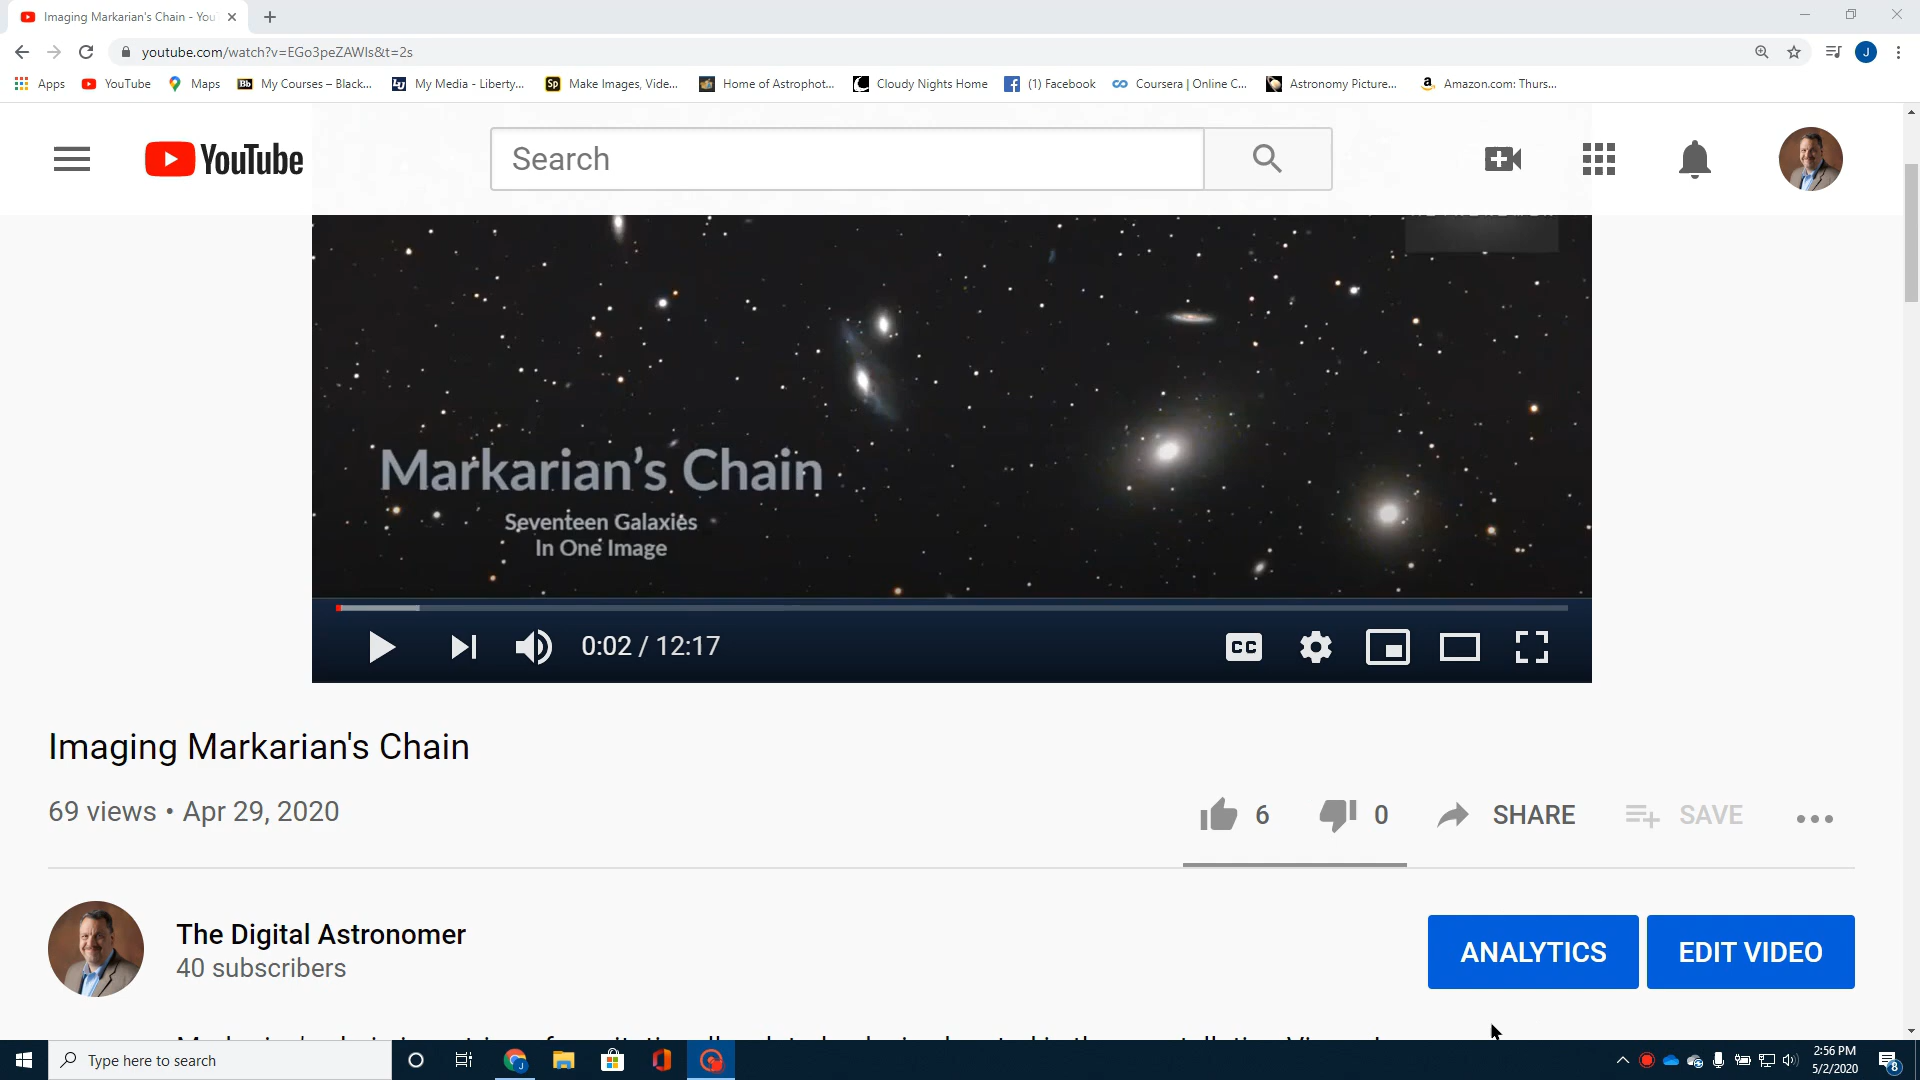 Imaging Markarian's Chain - You
youtube.com/watch?v=EGo3peZAWIs&t=2s
J
Apps
YouTube
Maps
Bb My Courses – Black...
LU My Media - Liberty...
Sp Make Images, Vide...
Home of Astrophot...
Cloudy Nights Home
(1) Facebook
Coursera | Online C...
Astronomy Picture...
a Amazon.com: Thurs...
YouTube
Search
Markarian's Chain
Seventeen Galaxies
In One Image
0:02 / 12:17
CC
Imaging Markarian's Chain
69 views • Apr 29, 2020
6
0
SHARE
SAVE
The Digital Astronomer
40 subscribers
ANALYTICS
EDIT VIDEO
Type here to search
2:56 PM
5/2/2020
8